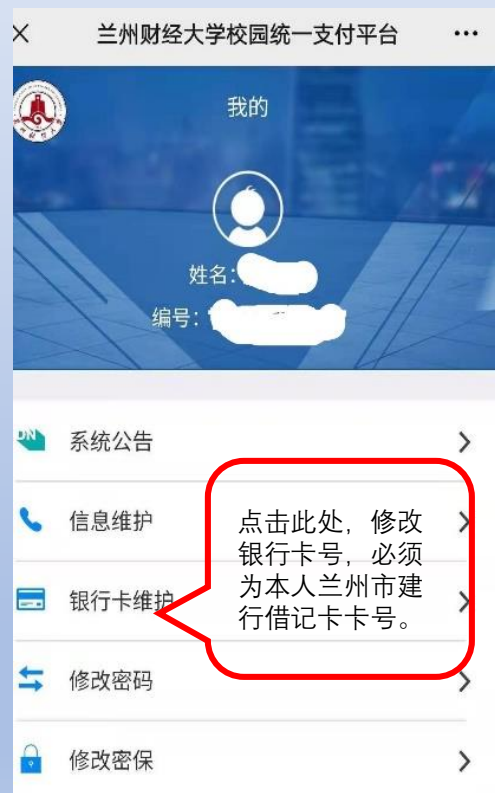 兰州财经大学校园统一支付平台
我的
姓名:
编号:
系统公告
信息维护
点击此处，修改
银行卡号，必须
为本人兰州市建
行借记卡卡号。
银行卡维护
修改密码
修改密保